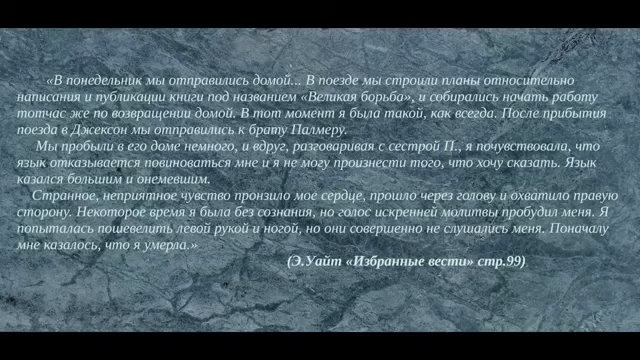 «В понедельник мы отправились домой... В поезде мы строили планы относительно
написания и публикации книги под названием «Великая борьба», и собирались начать работу
тотчас же по возвращении домой. В тот момент я была такой, как всегда. После прибытия
поезда в Джексон мы отправились к брату Палмеру.
Мы пробыли в его доме немного, и вдруг, разговаривая с сестрой П., я почувствовала, что
язык отказывается повиноваться мне и я не могу произнести того, что хочу сказать. Язык
казался большим и онемевшим.
Странное, неприятное чувство пронзило мое сердце, прошло через голову и охватило правую
сторону. Некоторое время я была без сознания, но голос искренней молитвы пробудил меня. Я
попыталась пошевелить левой рукой и ногой, но они совершенно не слушались меня. Поначалу
мне казалось, что я умерла.»
(Э.Уайт «Избранные вести» стр.99)